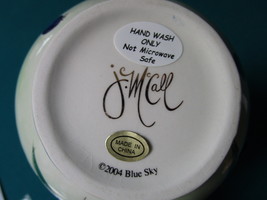 HAND WASH
ONLY
Not Microwave
Safe
J. McCall
MADE IN
CHINA
©2004 Blue Sky